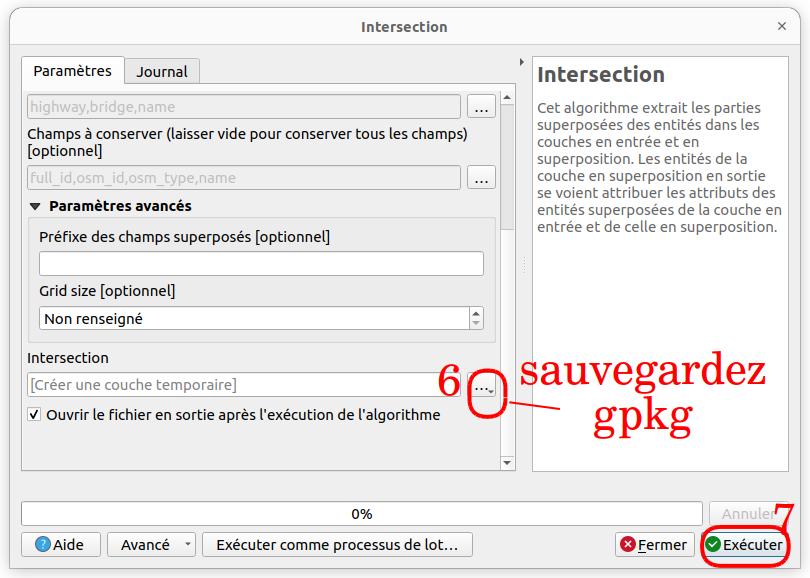 Intersection
Paramètres
Journal
Intersection
highway,bridge,name
...
Champs à conserver (laisser vide pour conserver tous les champs)
[optionnel]
full_id,osm_id,osm_type,name
...
Paramètres avancés
Préfixe des champs superposés [optionnel]
Grid size [optionnel]
Non renseigné
Intersection
[Créer une couche temporaire]
6
...
Ouvrir le fichier en sortie après l'exécution de l'algorithme
Cet algorithme extrait les parties
superposées des entités dans les
couches en entrée et en
superposition. Les entités de la
couche en superposition en sortie
se voient attribuer les attributs des
entités superposées de la couche en
entrée et de celle en superposition.
sauvegardez
gpkg
0%
Annuler
7
Aide
Avancé
Exécuter comme processus de lot…
Fermer
Exécuter